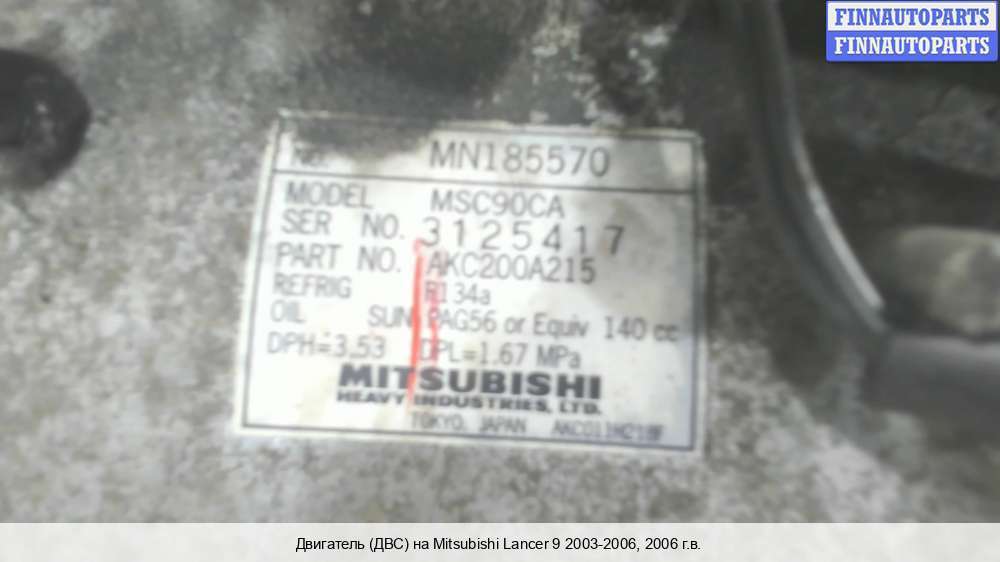 FINNAUTOPARTS
FINNAUTOPARTS
No. MN185570
MODEL MSC90CA
SER NO. 3125417
PART NO. AKC200A215
REFRIG R134a
OIL SUN PAG56 or Equiv 140 cc
DPH=3.53 DPL=1.67 MPa
MITSUBISHI
HEAVY INDUSTRIES, LTD.
TOKYO, JAPAN AKC011H218F
Двигатель (ДВС) на Mitsubishi Lancer 9 2003-2006, 2006 г.в.